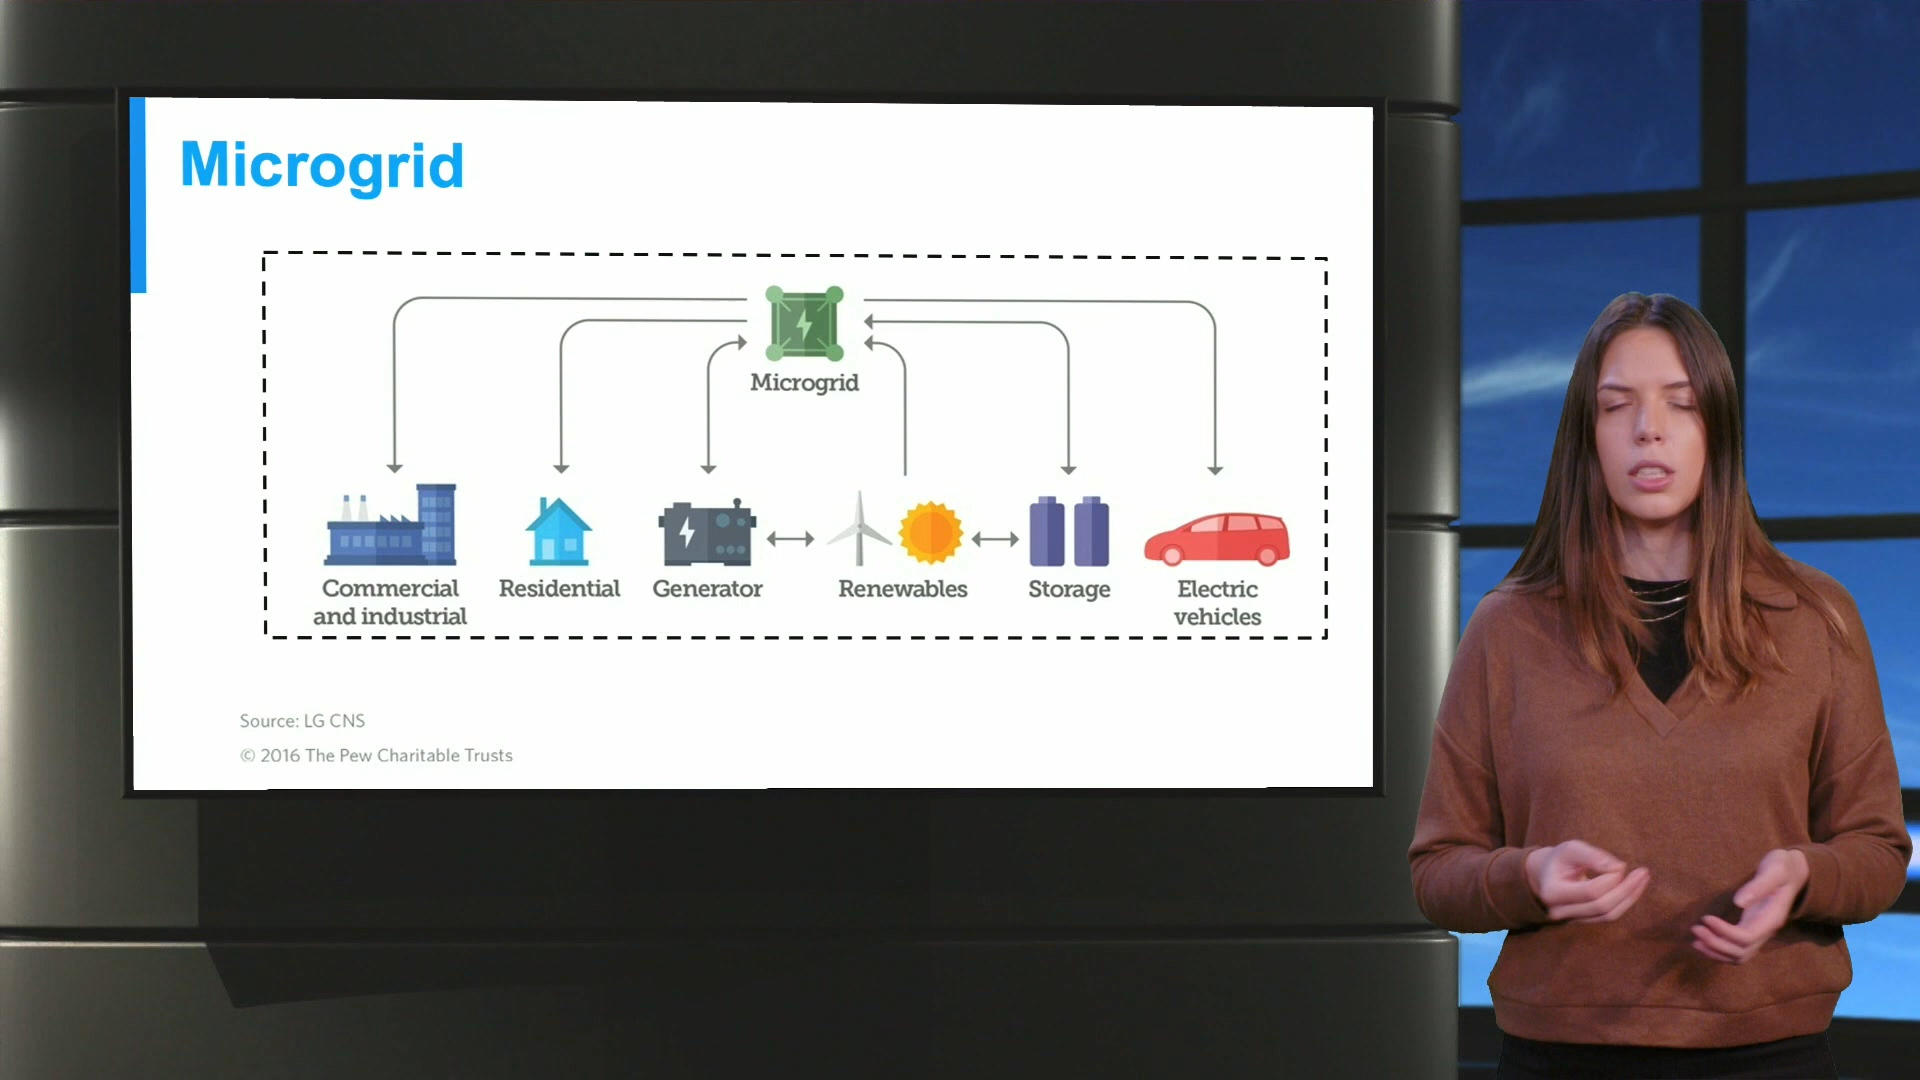 Microgrid
Microgrid
Commercial
and industrial
Residential
Generator
Renewables
Storage
Electric
vehicles
Source: LG CNS
© 2016 The Pew Charitable Trusts